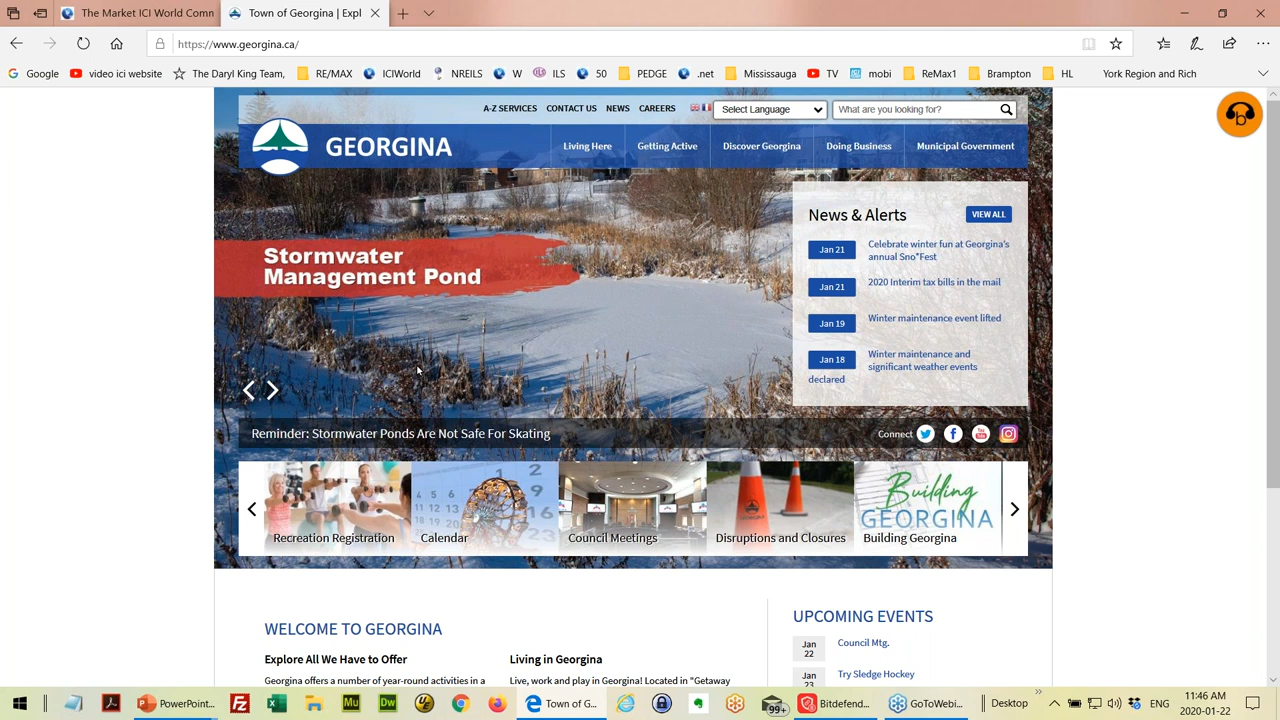 The Market ICI World Comn
Town of Georgina | Expl
https://www.georgina.ca/
Google
video ici website
The Daryl King Team,
RE/MAX
ICIWorld
NREILS
W
ILS
50
PEDGE
.net
Mississauga
TV
mobi
ReMax1
Brampton
HL
York Region and Rich
A-Z SERVICES
CONTACT US
NEWS
CAREERS
Select Language
What are you looking for?
GEORGINA
Living Here
Getting Active
Discover Georgina
Doing Business
Municipal Government
Stormwater
Management Pond
News & Alerts
VIEW ALL
Jan 21
Celebrate winter fun at Georgina's
annual Sno*Fest
Jan 21
2020 Interim tax bills in the mail
Jan 19
Winter maintenance event lifted
Jan 18
Winter maintenance and
significant weather events
declared
Reminder: Stormwater Ponds Are Not Safe For Skating
Connect
Recreation Registration
Calendar
Council Meetings
Disruptions and Closures
Building
GEORGINA
Building Georgina
WELCOME TO GEORGINA
Explore All We Have to Offer
Georgina offers a number of year-round activities in a
Living in Georgina
Live, work and play in Georgina! Located in "Getaway
UPCOMING EVENTS
Jan
22
Council Mtg.
Jan
23
Try Sledge Hockey
PowerPoint...
Mu
Dw
Town of G...
99+
Bitdefend...
GoToWebi...
Desktop
ENG
11:46 AM
2020-01-22